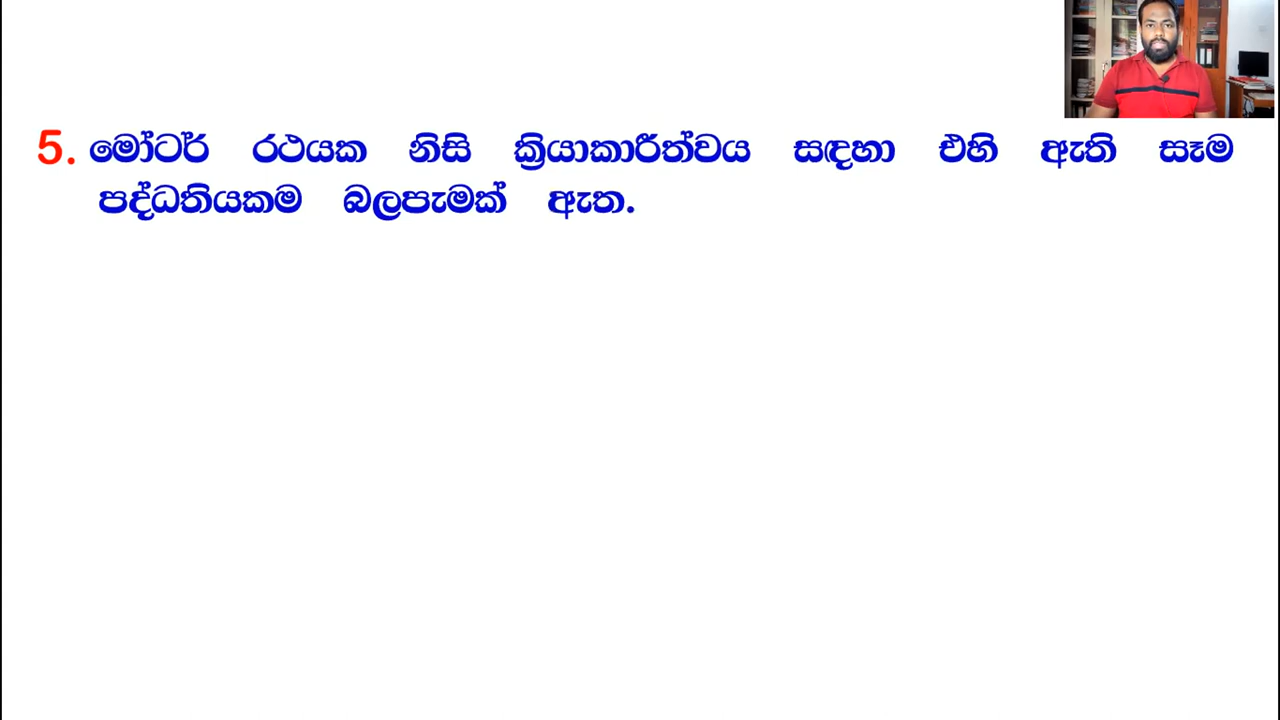 5. මෝටර් රථයක නිසි ක්‍රියාකාරීත්වය සඳහා එහි ඇති සෑම
පද්ධතියකම බලපෑමක් ඇත.